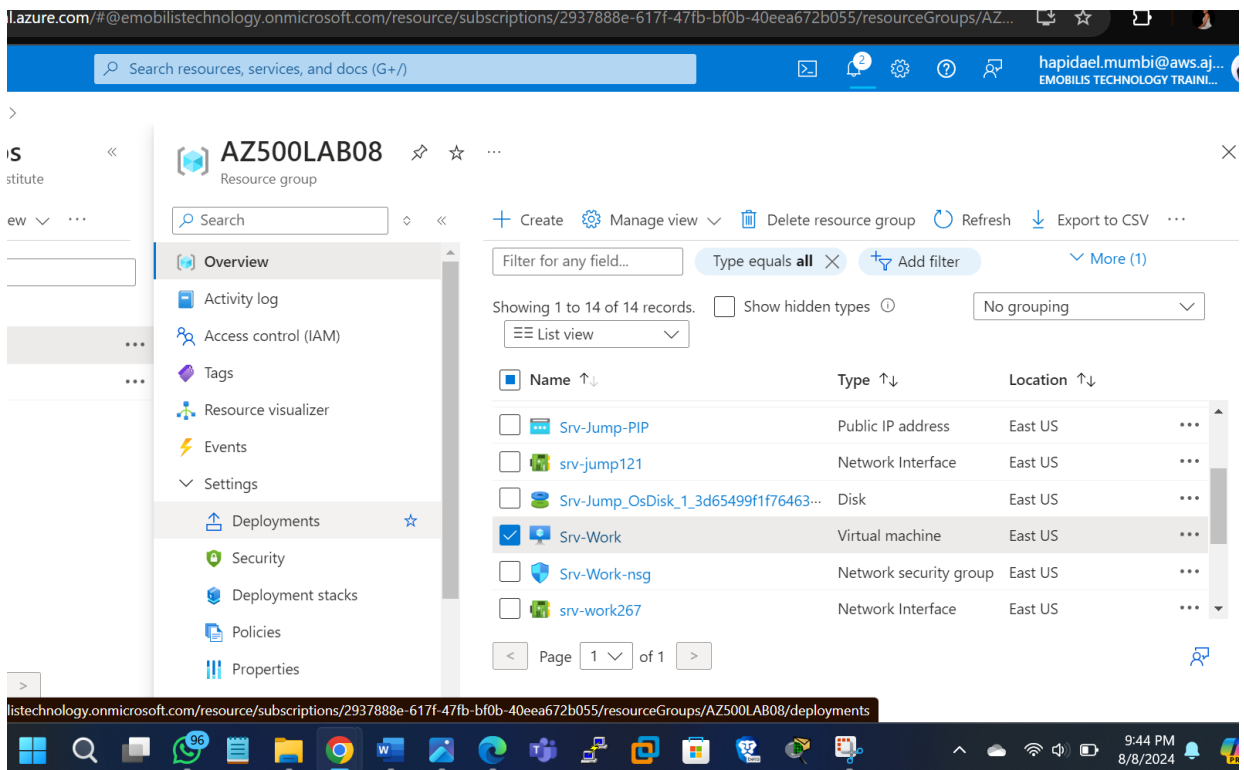 l.azure.com/#@emobilistechnology.onmicrosoft.com/resource/subscriptions/2937888e-617f-47fb-bf0b-40eea672b055/resourceGroups/AZ...
Search resources, services, and docs (G+/)
2
hapidael.mumbi@aws.aj...
EMOBILIS TECHNOLOGY TRAINI...
AZ500LAB08
Resource group
stitute
ew
Search
Create
Manage view
Delete resource group
Refresh
Export to CSV
Overview
Activity log
Access control (IAM)
Tags
Resource visualizer
Events
Settings
Deployments
Security
Deployment stacks
Policies
Properties
Filter for any field...
Type equals all
Add filter
More (1)
Showing 1 to 14 of 14 records.
Show hidden types
No grouping
List view
Name Type Location
Srv-Jump-PIP Public IP address East US
srv-jump121 Network Interface East US
Srv-Jump_OsDisk_1_3d65499f1f76463... Disk East US
Srv-Work Virtual machine East US
Srv-Work-nsg Network security group East US
srv-work267 Network Interface East US
< Page 1 of 1 >
listechnology.onmicrosoft.com/resource/subscriptions/2937888e-617f-47fb-bf0b-40eea672b055/resourceGroups/AZ500LAB08/deployments
96
9:44 PM
8/8/2024